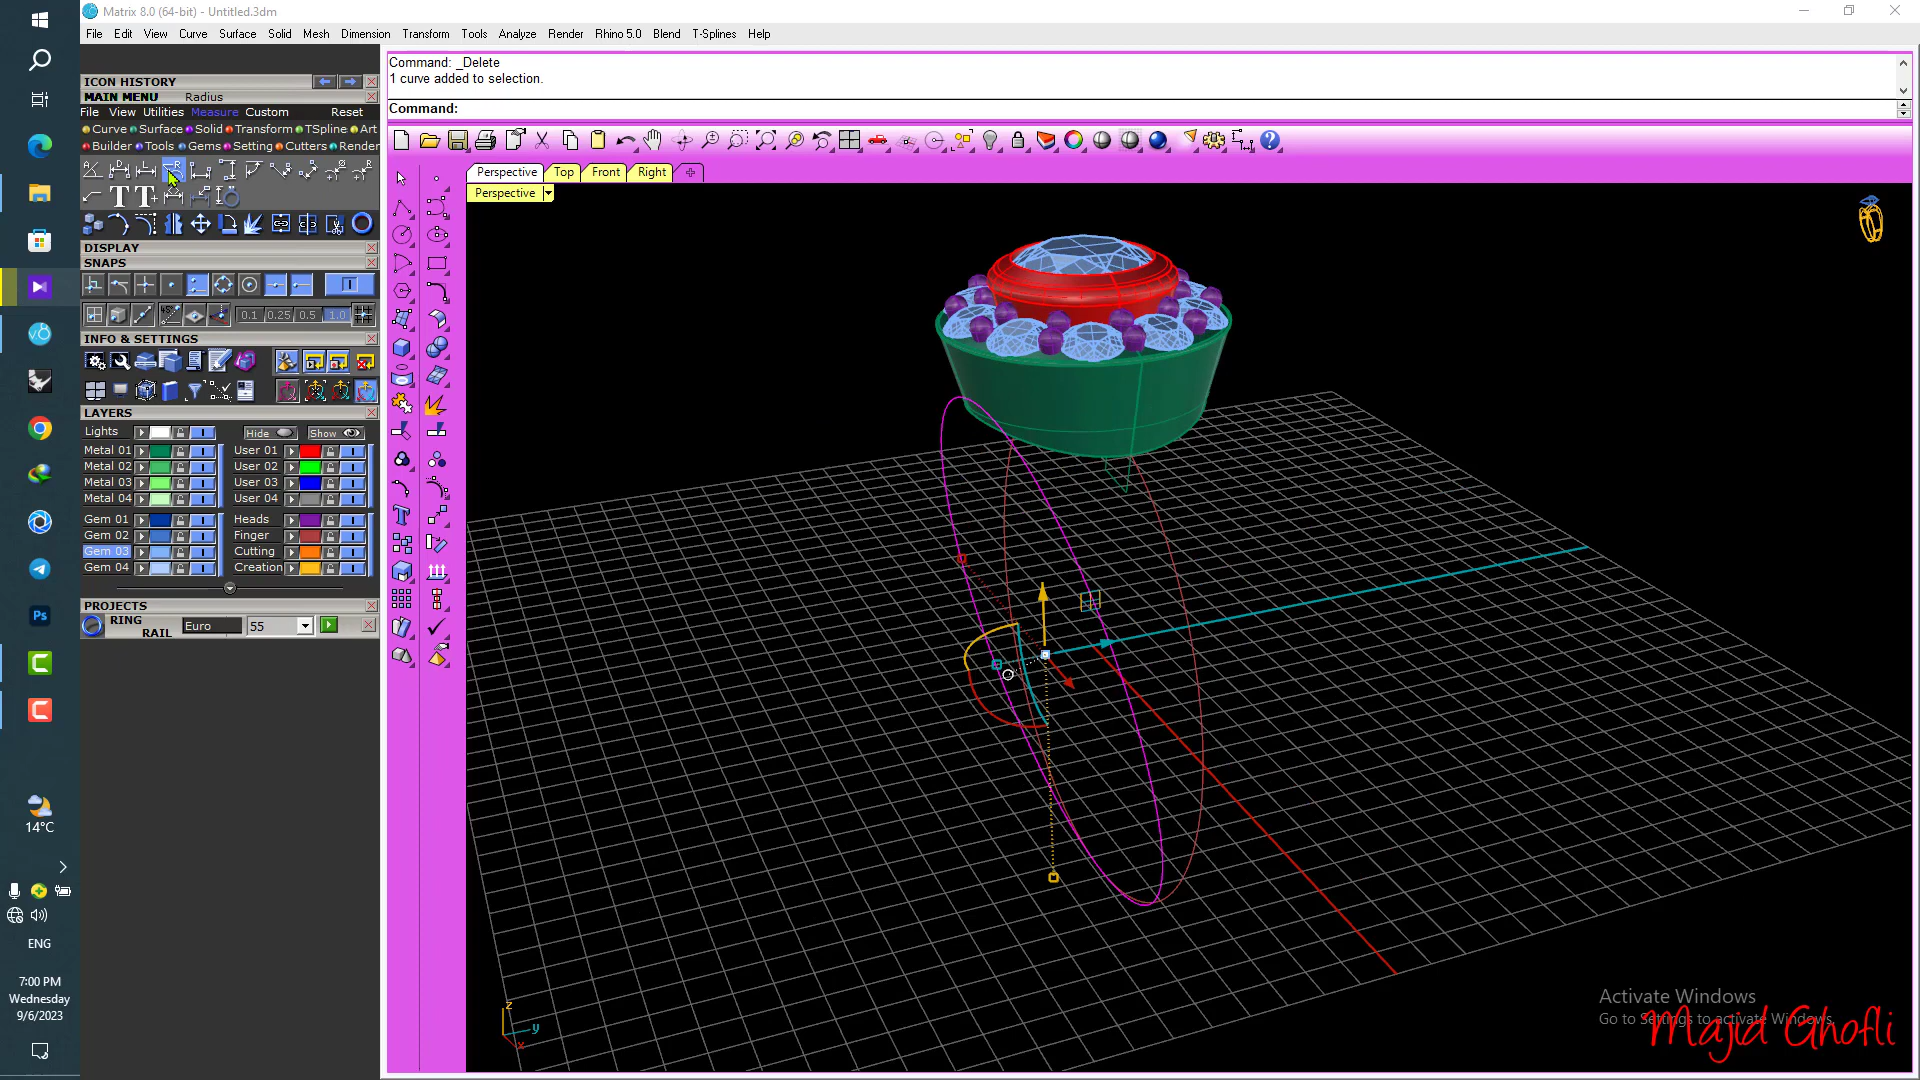 Matrix 8.0 (64-bit) - Untitled.3dm
File Edit View Curve Surface Solid Mesh Dimension Transform Tools Analyze Render Rhino 5.0 Blend T-Splines Help
ICON HISTORY
MAIN MENU Radius
File View Utilities Measure Custom Reset
Curve Surface Solid Transform TSpline Art
Builder Tools Gems Setting Cutters Render
DISPLAY
SNAPS
0.1 0.25 0.5 1.0
INFO & SETTINGS
LAYERS
Lights Hide Show
Metal 01 User 01
Metal 02 User 02
Metal 03 User 03
Metal 04 User 04
Gem 01 Heads
Gem 02 Finger
Gem 03 Cutting
Gem 04 Creation
PROJECTS
RING RAIL Euro 55
Command: _Delete
1 curve added to selection.
Command:
Perspective Top Front Right
Perspective
z
y
x
14°C
ENG
7:00 PM
Wednesday
9/6/2023
Activate Windows
Go to Settings to activate Windows.
Majid Ghofli